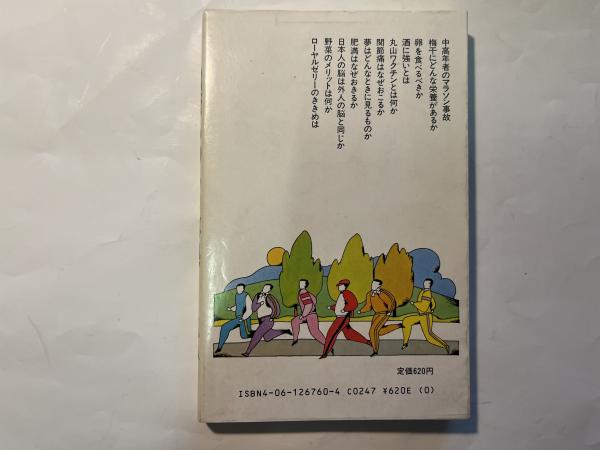 中高年者のマラソン事故
梅干にどんな栄養があるか
卵を食べるべきか
酒に強いとは
丸山ワクチンとは何か
関節痛はなぜおこるか
夢はどんなときに見るものか
肥満はなぜおきるか
日本人の脳は外人の脳と同じか
野菜のメリットは何か
ローヤルゼリーのききめは
定価620円
ISBN4-06-126760-4 C0247 ¥620E (0)